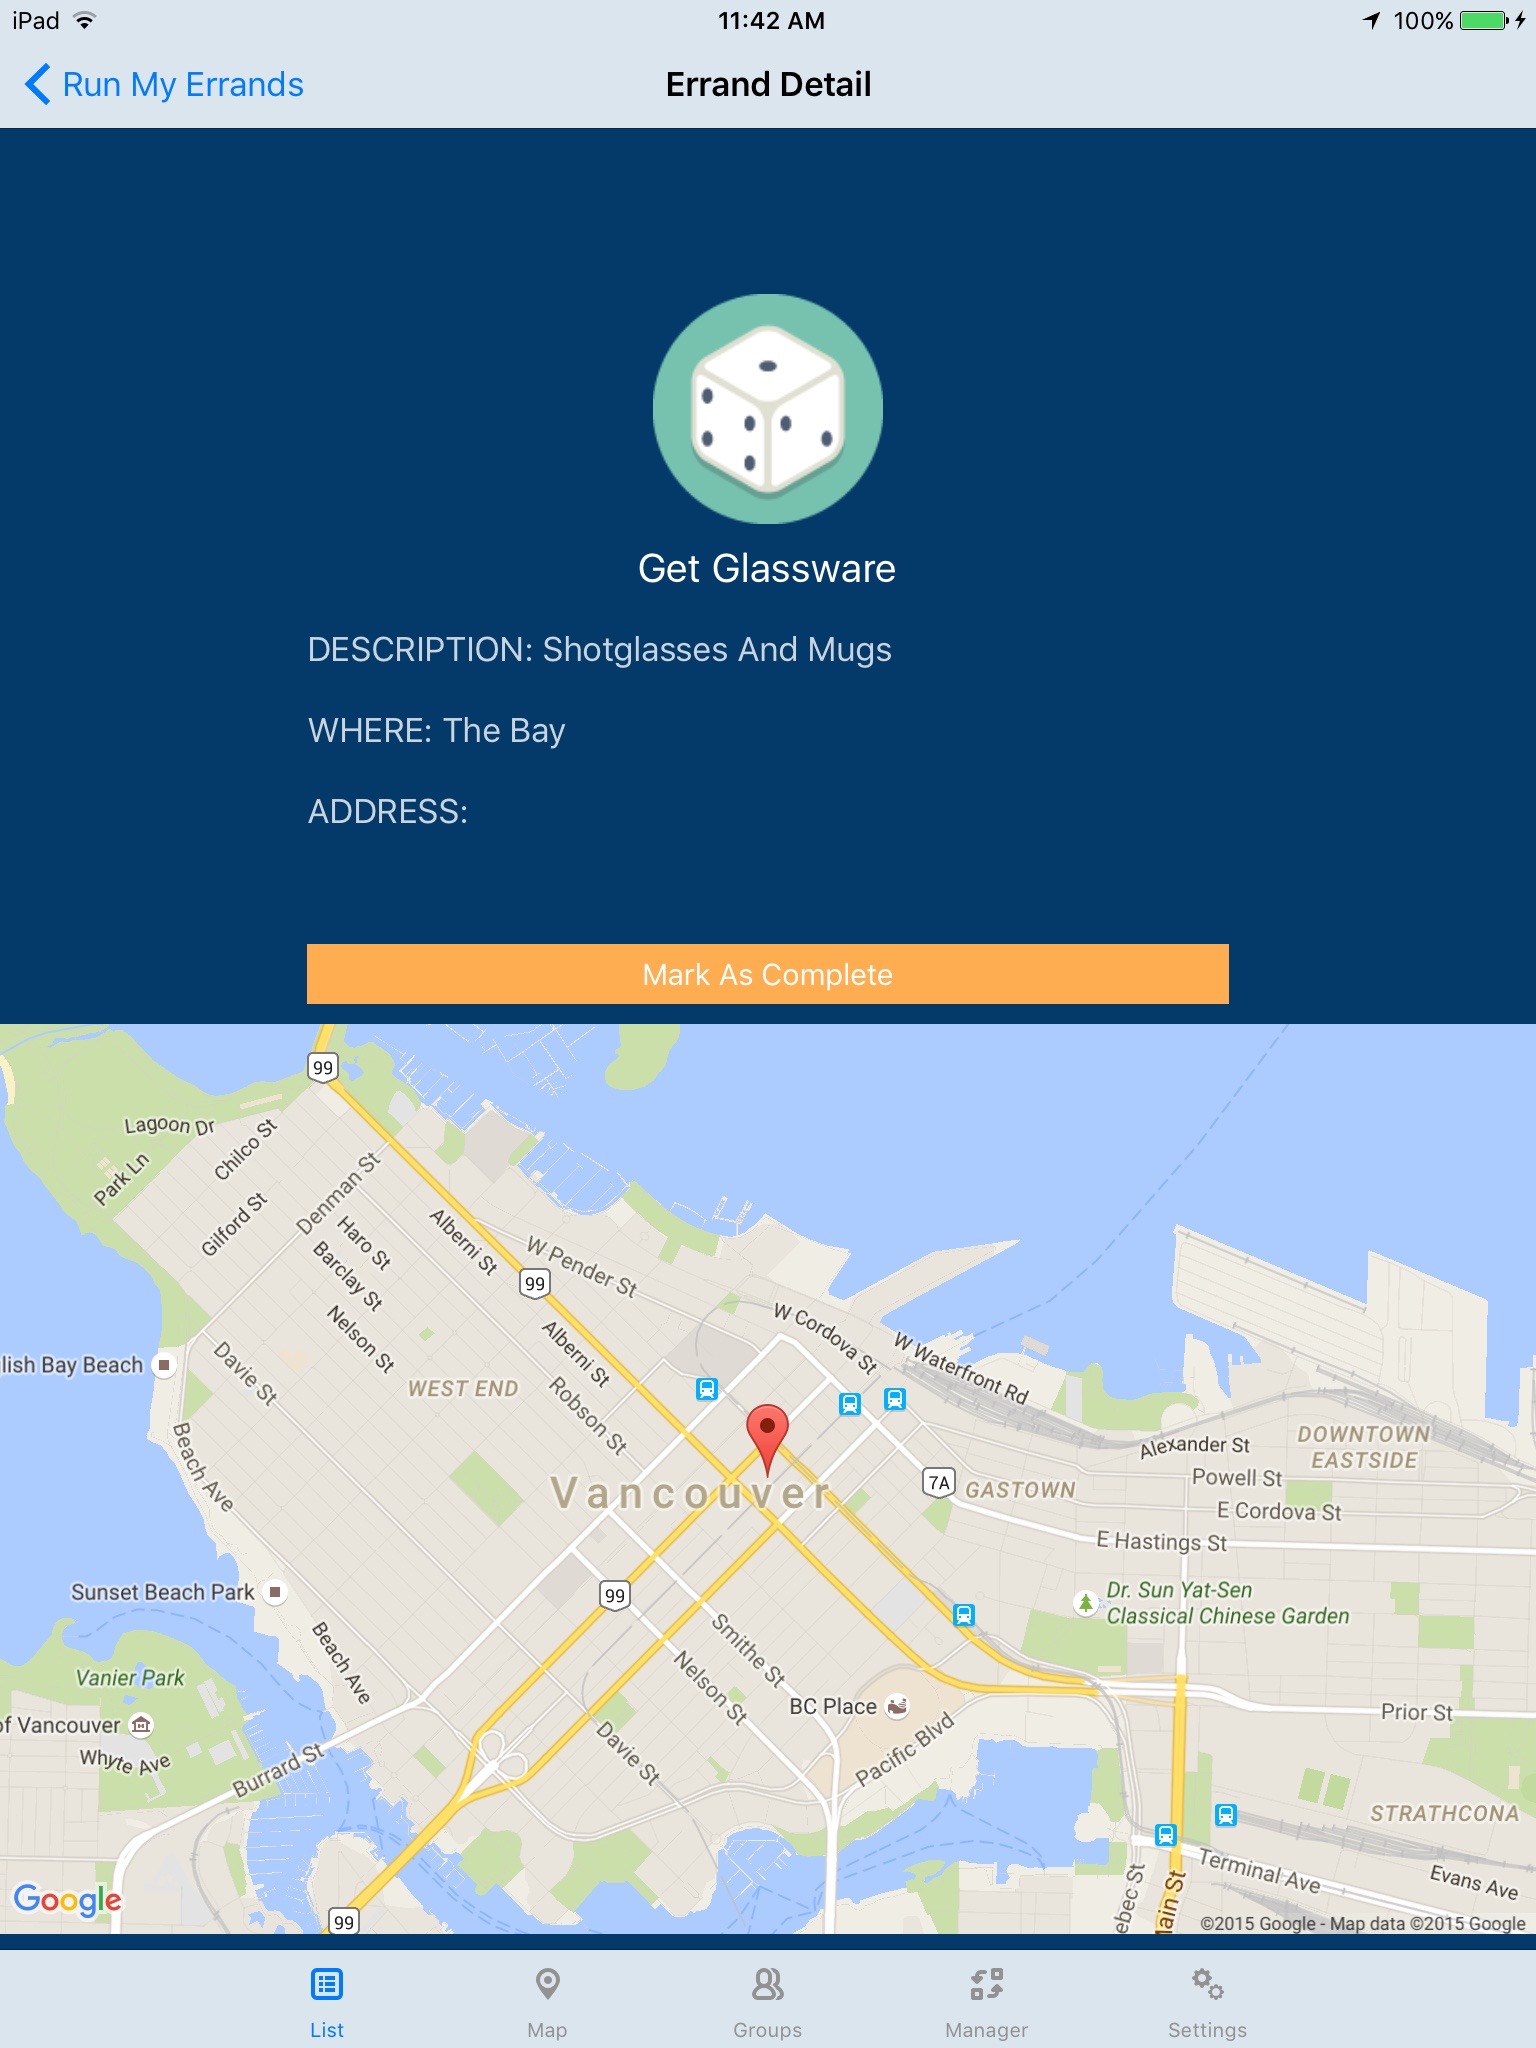 iPad 11:42 AM 100%
Run My Errands Errand Detail
Get Glassware
DESCRIPTION: Shotglasses And Mugs
WHERE: The Bay
ADDRESS:
Mark As Complete
99
Lagoon Dr
Chilco St
Park Ln
Denman St
Gilford St
Haro St
Alberni St
Barclay St
W Pender St
99
Nelson St
W Cordova St
Alberni St
W Waterfront Rd
lish Bay Beach
Davie St
WEST END
Robson St
Beach Ave
Alexander St
DOWNTOWN
EASTSIDE
Powell St
7A
GASTOWN
Vancouver
E Cordova St
E Hastings St
Sunset Beach Park
99
Dr. Sun Yat-Sen
Classical Chinese Garden
Beach Ave
Smithe St
Vanier Park
Nelson St
BC Place
of Vancouver
Prior St
Whyte Ave
Burrard St
Davie St
Pacific Blvd
STRATHCONA
Terminal Ave
Evans Ave
ebec St
Main St
Google
99
©2015 Google - Map data ©2015 Google
List Map Groups Manager Settings